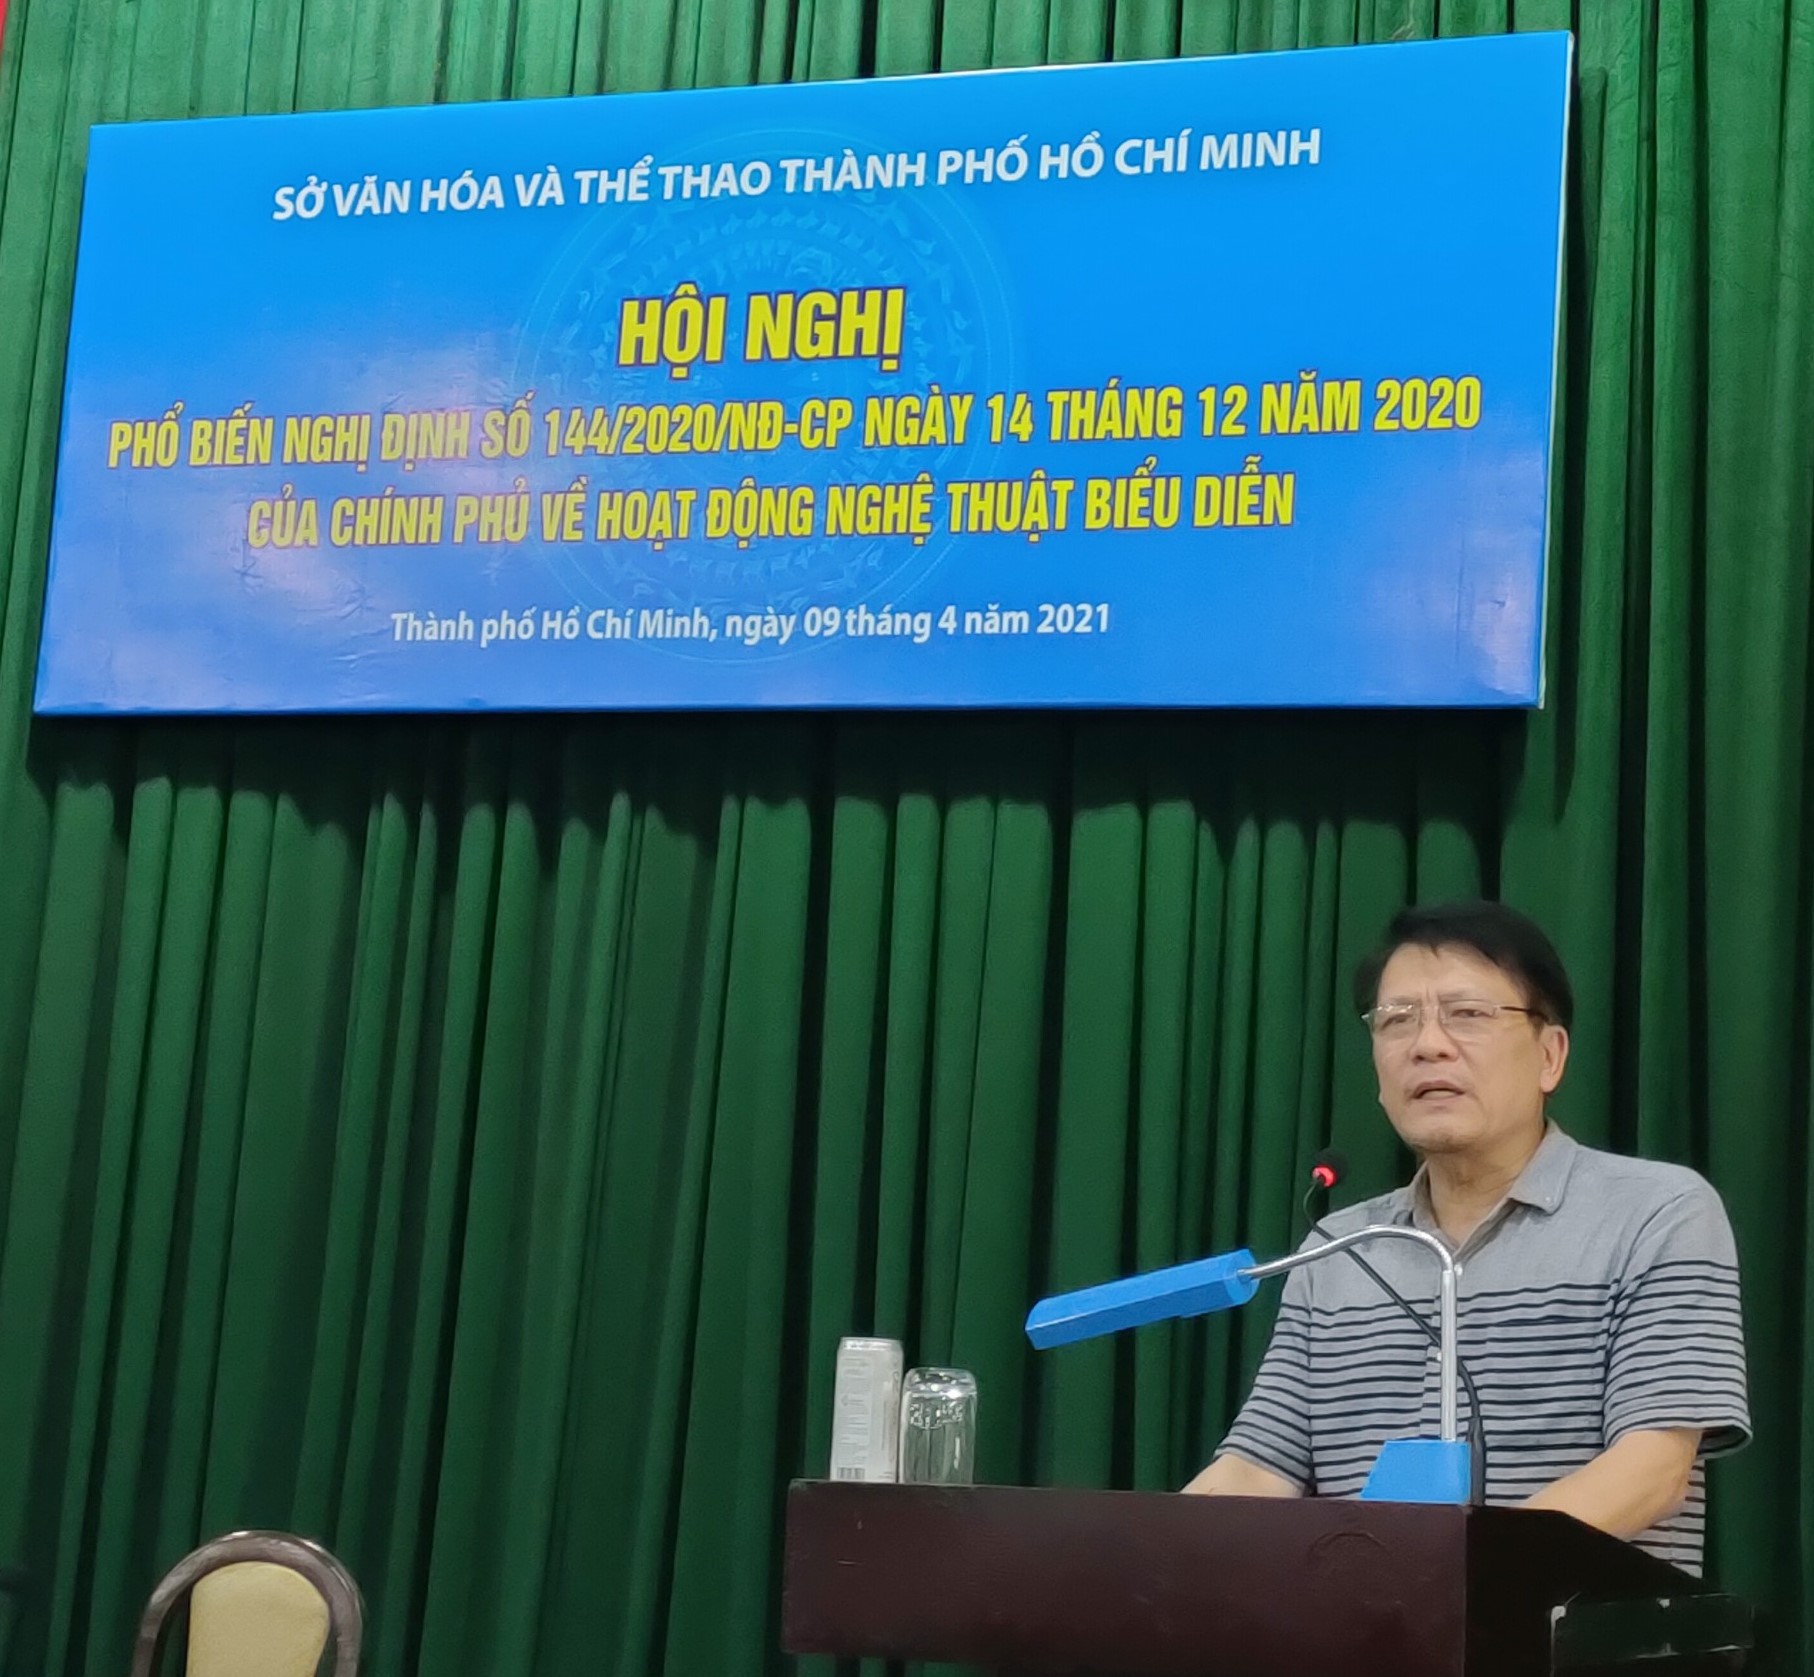 SỞ VĂN HÓA VÀ THỂ THAO THÀNH PHỐ HỒ CHÍ MINH
HỘI NGHỊ
PHỔ BIẾN NGHỊ ĐỊNH SỐ 144/2020/NĐ-CP NGÀY 14 THÁNG 12 NĂM 2020
CỦA CHÍNH PHỦ VỀ HOẠT ĐỘNG NGHỆ THUẬT BIỂU DIỄN
Thành phố Hồ Chí Minh, ngày 09 tháng 4 năm 2021